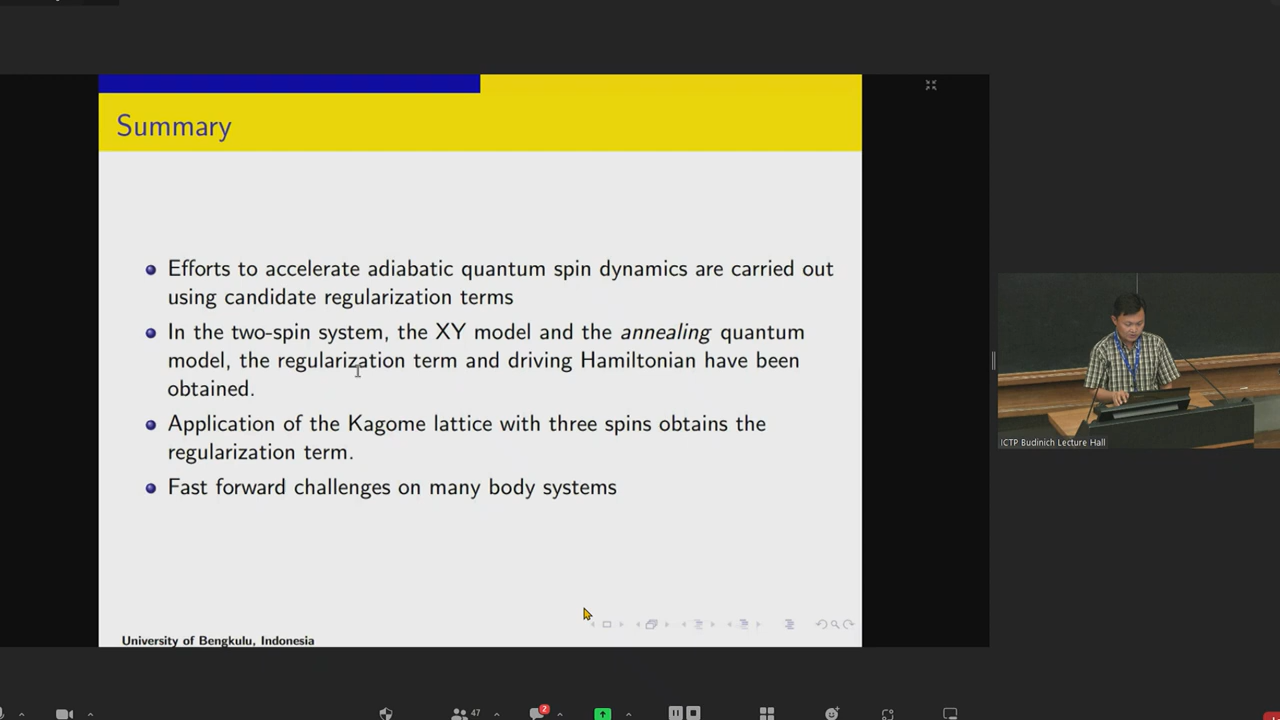 Summary
Efforts to accelerate adiabatic quantum spin dynamics are carried out
using candidate regularization terms
In the two-spin system, the XY model and the annealing quantum
model, the regularization term and driving Hamiltonian have been
obtained.
Application of the Kagome lattice with three spins obtains the
regularization term.
Fast forward challenges on many body systems
University of Bengkulu, Indonesia
ICTP Budinich Lecture Hall
47
2